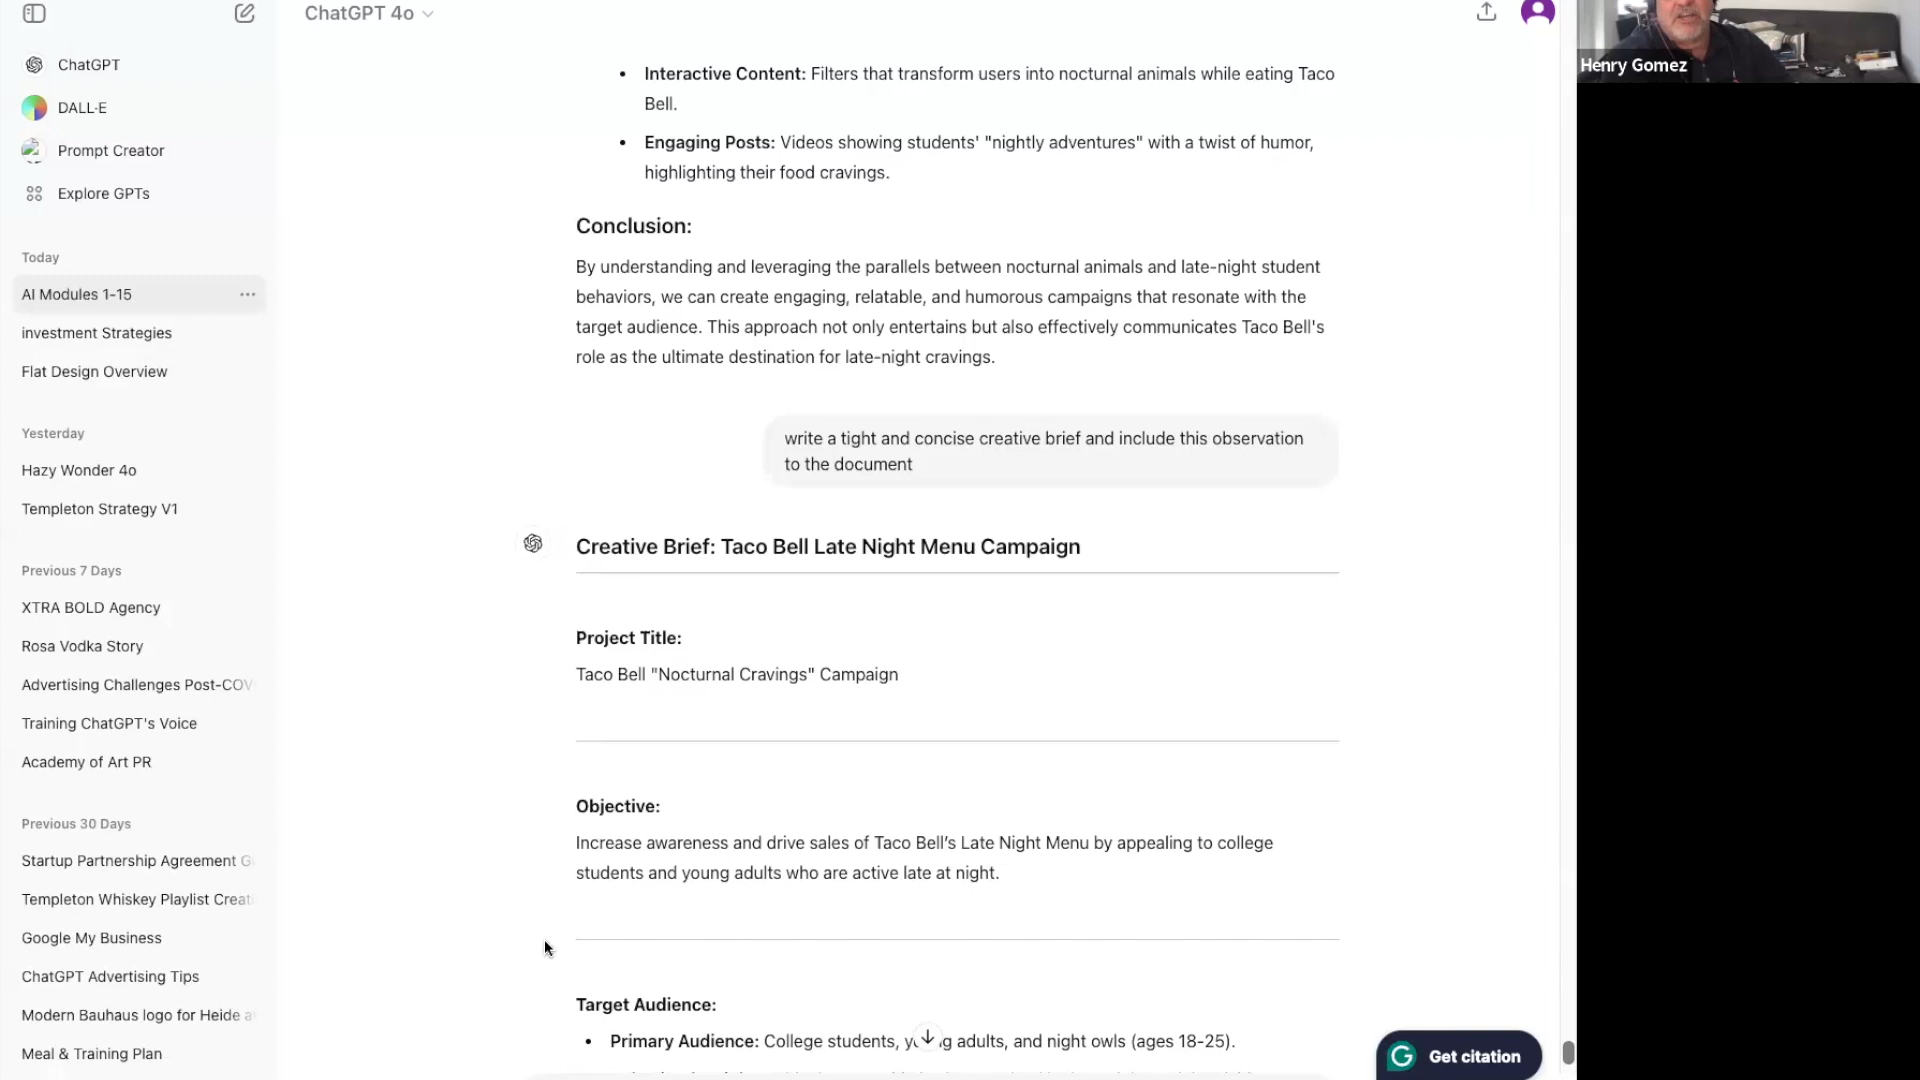 ChatGPT 4o
Henry Gomez
ChatGPT
DALL·E
Prompt Creator
Explore GPTs
Today
AI Modules 1-15
investment Strategies
Flat Design Overview
Yesterday
Hazy Wonder 4o
Templeton Strategy V1
Previous 7 Days
XTRA BOLD Agency
Rosa Vodka Story
Advertising Challenges Post-COV
Training ChatGPT's Voice
Academy of Art PR
Previous 30 Days
Startup Partnership Agreement G
Templeton Whiskey Playlist Creat
Google My Business
ChatGPT Advertising Tips
Modern Bauhaus logo for Heide a
Meal & Training Plan
• Interactive Content: Filters that transform users into nocturnal animals while eating Taco
Bell.
• Engaging Posts: Videos showing students' "nightly adventures" with a twist of humor,
highlighting their food cravings.
Conclusion:
By understanding and leveraging the parallels between nocturnal animals and late-night student
behaviors, we can create engaging, relatable, and humorous campaigns that resonate with the
target audience. This approach not only entertains but also effectively communicates Taco Bell's
role as the ultimate destination for late-night cravings.
write a tight and concise creative brief and include this observation
to the document
Creative Brief: Taco Bell Late Night Menu Campaign
Project Title:
Taco Bell "Nocturnal Cravings" Campaign
Objective:
Increase awareness and drive sales of Taco Bell’s Late Night Menu by appealing to college
students and young adults who are active late at night.
Target Audience:
• Primary Audience: College students, young adults, and night owls (ages 18-25).
Get citation